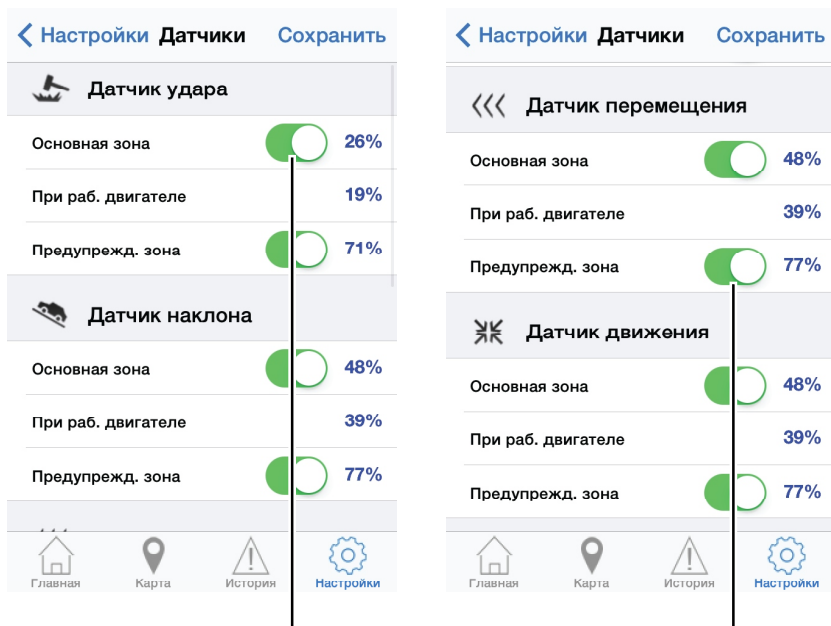 Настройки Датчики Сохранить
Датчик удара
Основная зона 26%
При раб. двигателе 19%
Предупрежд. зона 71%
Датчик наклона
Основная зона 48%
При раб. двигателе 39%
Предупрежд. зона 77%
Главная Карта История Настройки
Настройки Датчики Сохранить
Датчик перемещения
Основная зона 48%
При раб. двигателе 39%
Предупрежд. зона 77%
Датчик движения
Основная зона 48%
При раб. двигателе 39%
Предупрежд. зона 77%
Главная Карта История Настройки